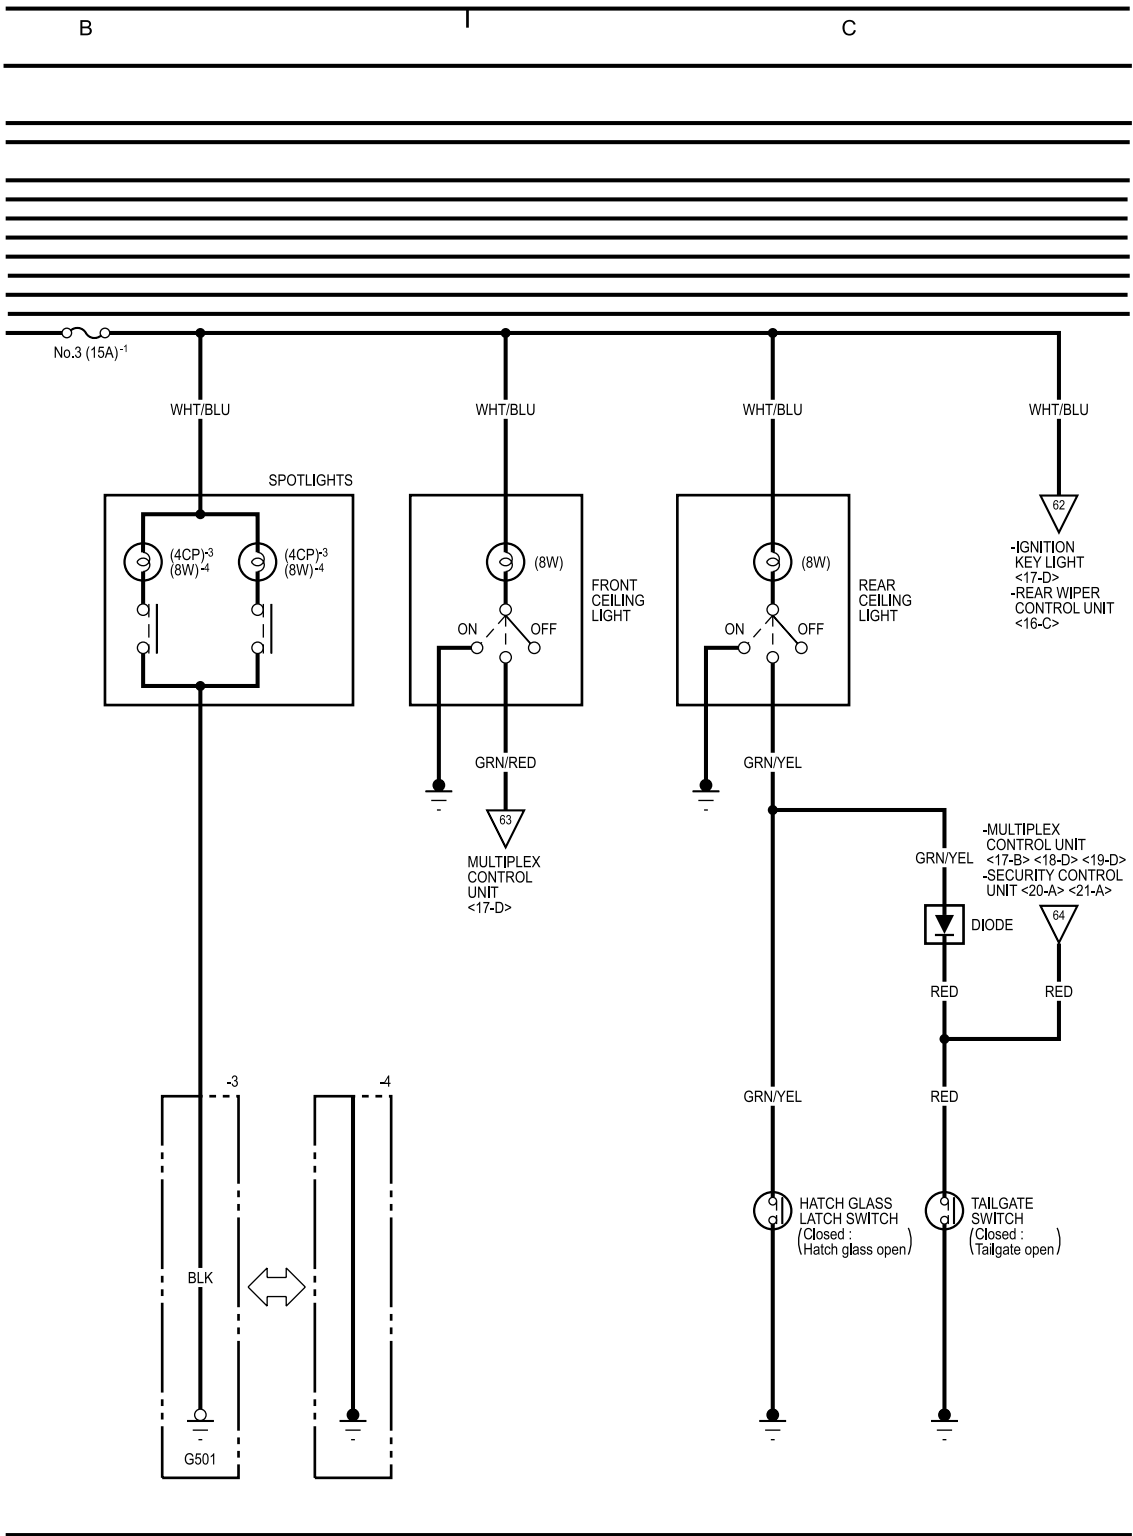 B
C
No.3 (15A)-1
WHT/BLU
WHT/BLU
WHT/BLU
WHT/BLU
SPOTLIGHTS
(4CP)-3
(8W)-4
(4CP)-3
(8W)-4
(8W)
FRONT
CEILING
LIGHT
ON
OFF
(8W)
REAR
CEILING
LIGHT
ON
OFF
62
-IGNITION
KEY LIGHT
<17-D>
-REAR WIPER
CONTROL UNIT
<16-C>
GRN/RED
63
MULTIPLEX
CONTROL
UNIT
<17-D>
GRN/YEL
GRN/YEL
-MULTIPLEX
CONTROL UNIT
<17-B> <18-D> <19-D>
-SECURITY CONTROL
UNIT <20-A> <21-A>
64
DIODE
RED
RED
-3
-4
GRN/YEL
RED
HATCH GLASS
LATCH SWITCH
(Closed :
Hatch glass open)
TAILGATE
SWITCH
(Closed :
Tailgate open)
BLK
G501